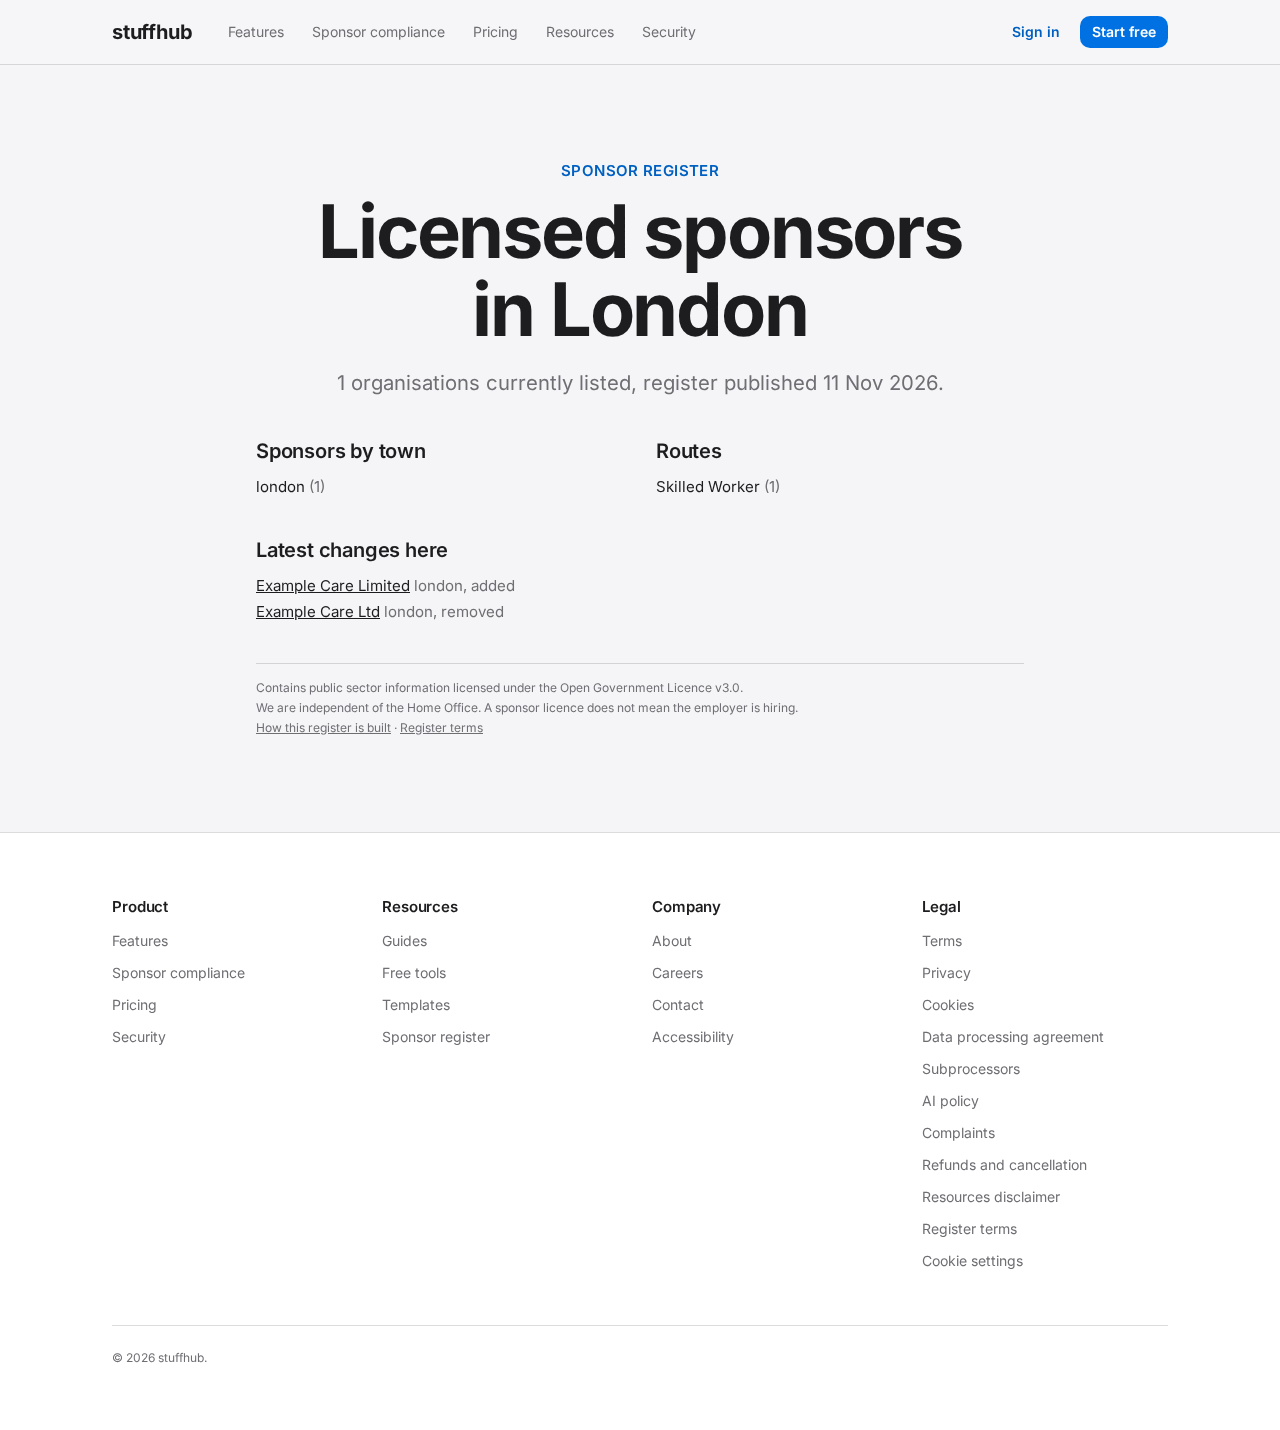 stuffhub
Features
Sponsor compliance
Pricing
Resources
Security
Sign in
Start free
SPONSOR REGISTER
Licensed sponsors
in London
1 organisations currently listed, register published 11 Nov 2026.
Sponsors by town
london (1)
Routes
Skilled Worker (1)
Latest changes here
Example Care Limited london, added
Example Care Ltd london, removed
Contains public sector information licensed under the Open Government Licence v3.0.
We are independent of the Home Office. A sponsor licence does not mean the employer is hiring.
How this register is built · Register terms
Product
Features
Sponsor compliance
Pricing
Security
Resources
Guides
Free tools
Templates
Sponsor register
Company
About
Careers
Contact
Accessibility
Legal
Terms
Privacy
Cookies
Data processing agreement
Subprocessors
AI policy
Complaints
Refunds and cancellation
Resources disclaimer
Register terms
Cookie settings
© 2026 stuffhub.